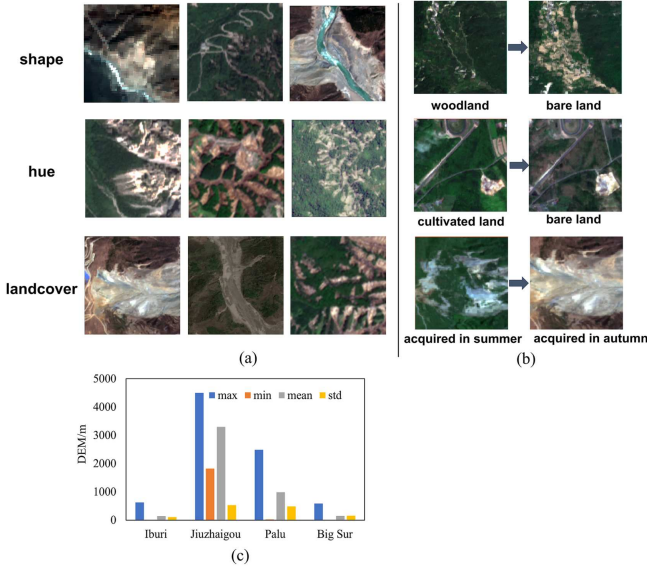 shape
hue
landcover
(a)
woodland
bare land
cultivated land
bare land
acquired in summer
acquired in autumn
(b)
5000
4000
3000
2000
1000
0
DEM/m
max
min
mean
std
Iburi
Jiuzhaigou
Palu
Big Sur
(c)